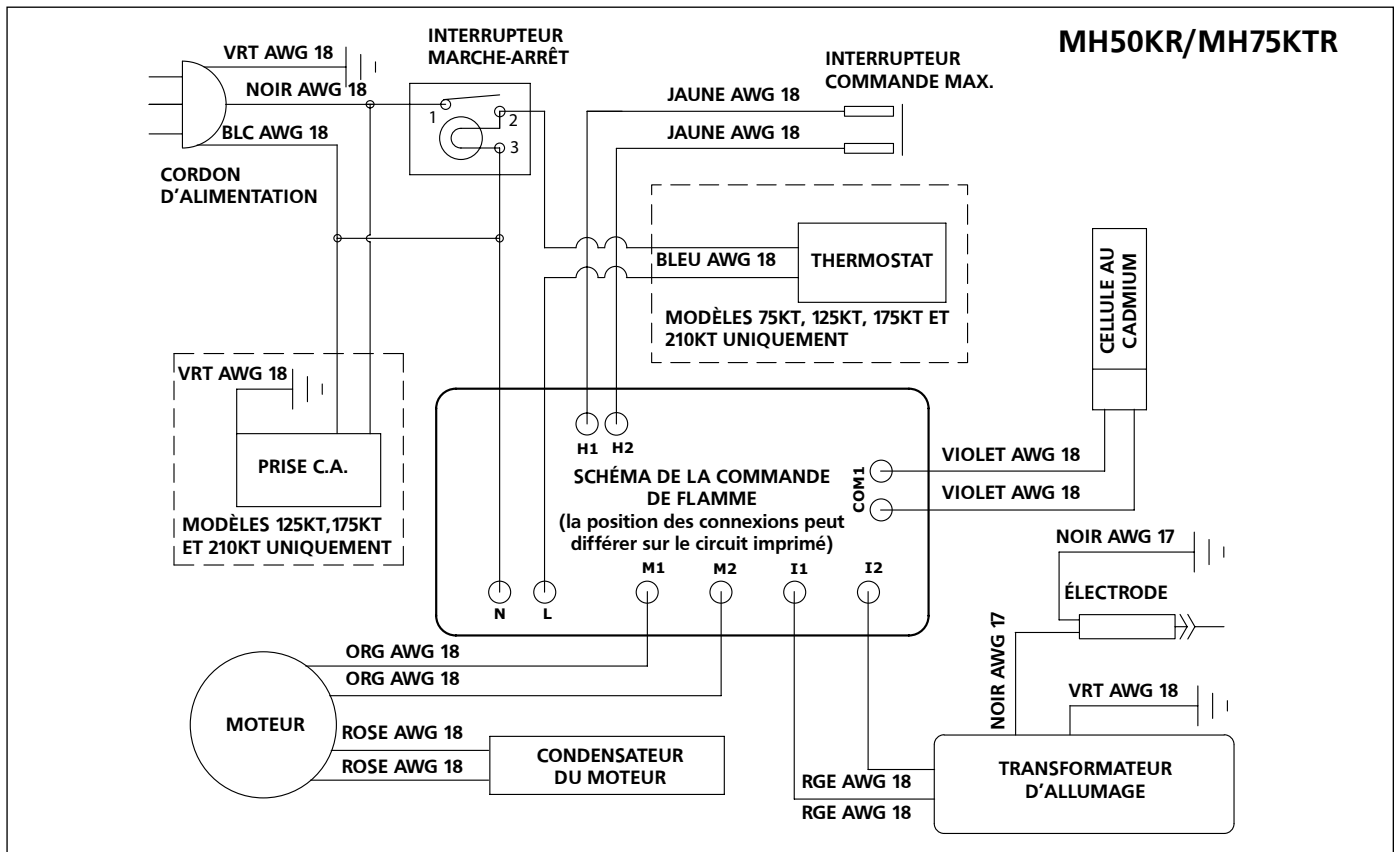 MH50KR/MH75KTR
VRT AWG 18
NOIR AWG 18
BLC AWG 18
CORDON
D’ALIMENTATION
INTERRUPTEUR
MARCHE-ARRÊT
1
2
3
INTERRUPTEUR
COMMANDE MAX.
JAUNE AWG 18
JAUNE AWG 18
BLEU AWG 18
THERMOSTAT
MODÈLES 75KT, 125KT, 175KT ET
210KT UNIQUEMENT
CELLULE AU
CADMIUM
VRT AWG 18
PRISE C.A.
MODÈLES 125KT,175KT
ET 210KT UNIQUEMENT
H1
H2
SCHÉMA DE LA COMMANDE
DE FLAMME
(la position des connexions peut
différer sur le circuit imprimé)
COM1
VIOLET AWG 18
VIOLET AWG 18
N
L
M1
M2
I1
I2
NOIR AWG 17
ÉLECTRODE
NOIR AWG 17
VRT AWG 18
ORG AWG 18
ORG AWG 18
MOTEUR
ROSE AWG 18
ROSE AWG 18
CONDENSATEUR
DU MOTEUR
RGE AWG 18
RGE AWG 18
TRANSFORMATEUR
D’ALLUMAGE